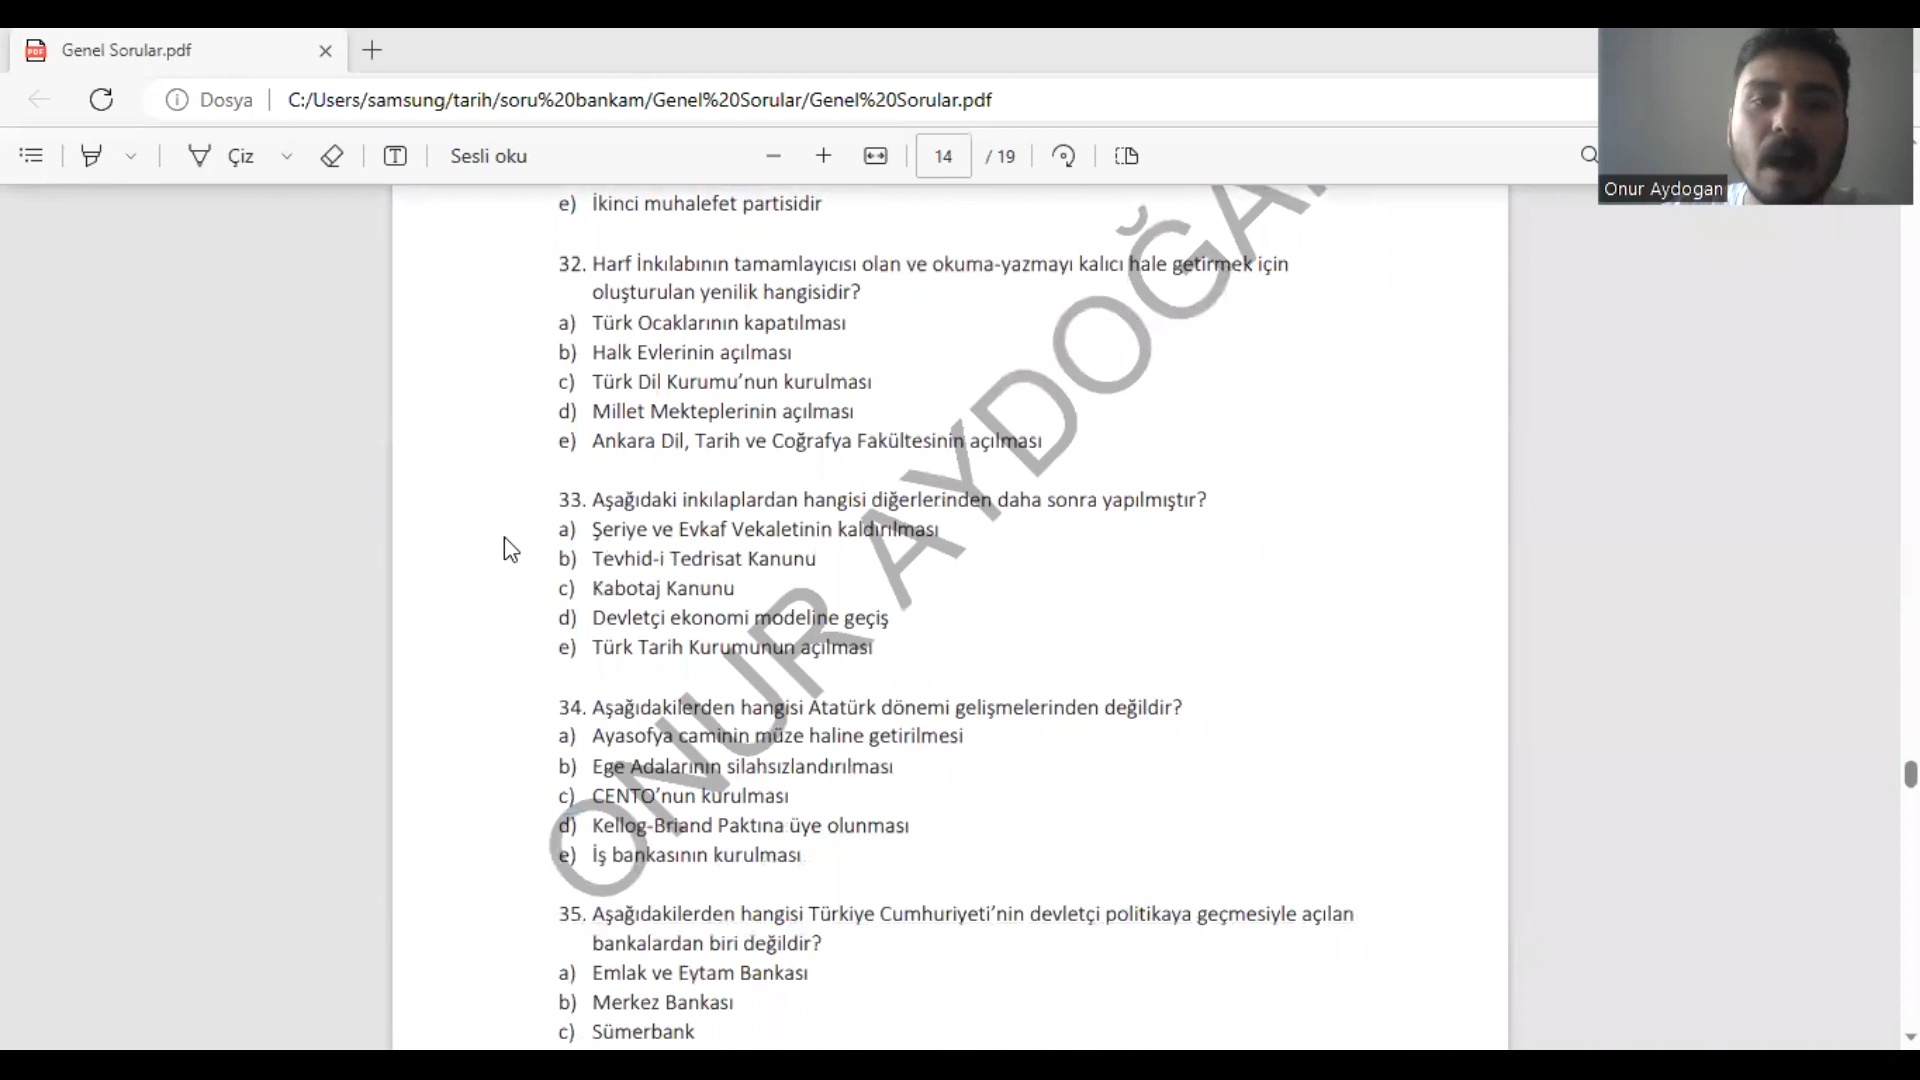 Genel Sorular.pdf
Dosya
C:/Users/samsung/tarih/soru%20bankam/Genel%20Sorular/Genel%20Sorular.pdf
Çiz
Sesli oku
14 / 19
Onur Aydogan
e) İkinci muhalefet partisidir
32. Harf İnkılabının tamamlayıcısı olan ve okuma-yazmayı kalıcı hale getirmek için
oluşturulan yenilik hangisidir?
a) Türk Ocaklarının kapatılması
b) Halk Evlerinin açılması
c) Türk Dil Kurumu’nun kurulması
d) Millet Mekteplerinin açılması
e) Ankara Dil, Tarih ve Coğrafya Fakültesinin açılması
33. Aşağıdaki inkılaplardan hangisi diğerlerinden daha sonra yapılmıştır?
a) Şeriye ve Evkaf Vekaletinin kaldırılması
b) Tevhid-i Tedrisat Kanunu
c) Kabotaj Kanunu
d) Devletçi ekonomi modeline geçiş
e) Türk Tarih Kurumunun açılması
34. Aşağıdakilerden hangisi Atatürk dönemi gelişmelerinden değildir?
a) Ayasofya caminin müze haline getirilmesi
b) Ege Adalarının silahsızlandırılması
c) CENTO’nun kurulması
d) Kellog-Briand Paktına üye olunması
e) İş bankasının kurulması
35. Aşağıdakilerden hangisi Türkiye Cumhuriyeti’nin devletçi politikaya geçmesiyle açılan
bankalardan biri değildir?
a) Emlak ve Eytam Bankası
b) Merkez Bankası
c) Sümerbank
ONUR AYDOĞA